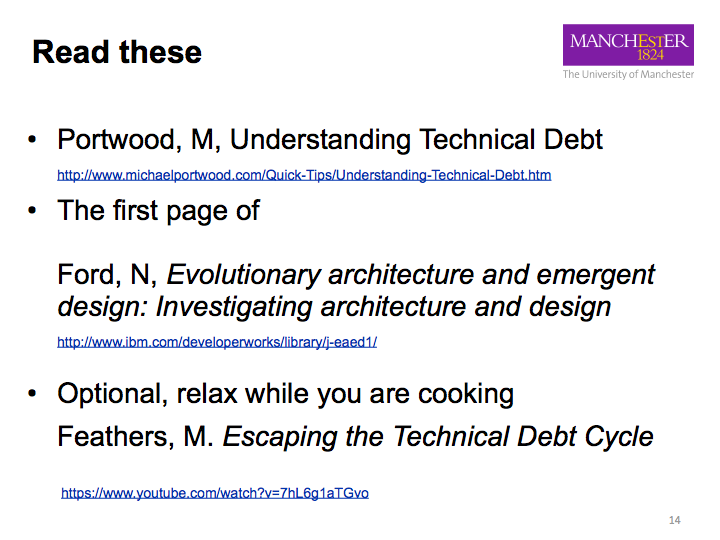 Read these
MANCHESTER
1824
The University of Manchester
• Portwood, M, Understanding Technical Debt
http://www.michaelportwood.com/Quick-Tips/Understanding-Technical-Debt.htm
• The first page of
Ford, N, Evolutionary architecture and emergent
design: Investigating architecture and design
http://www.ibm.com/developerworks/library/j-eaed1/
• Optional, relax while you are cooking
Feathers, M. Escaping the Technical Debt Cycle
https://www.youtube.com/watch?v=7hL6g1aTGvo
14